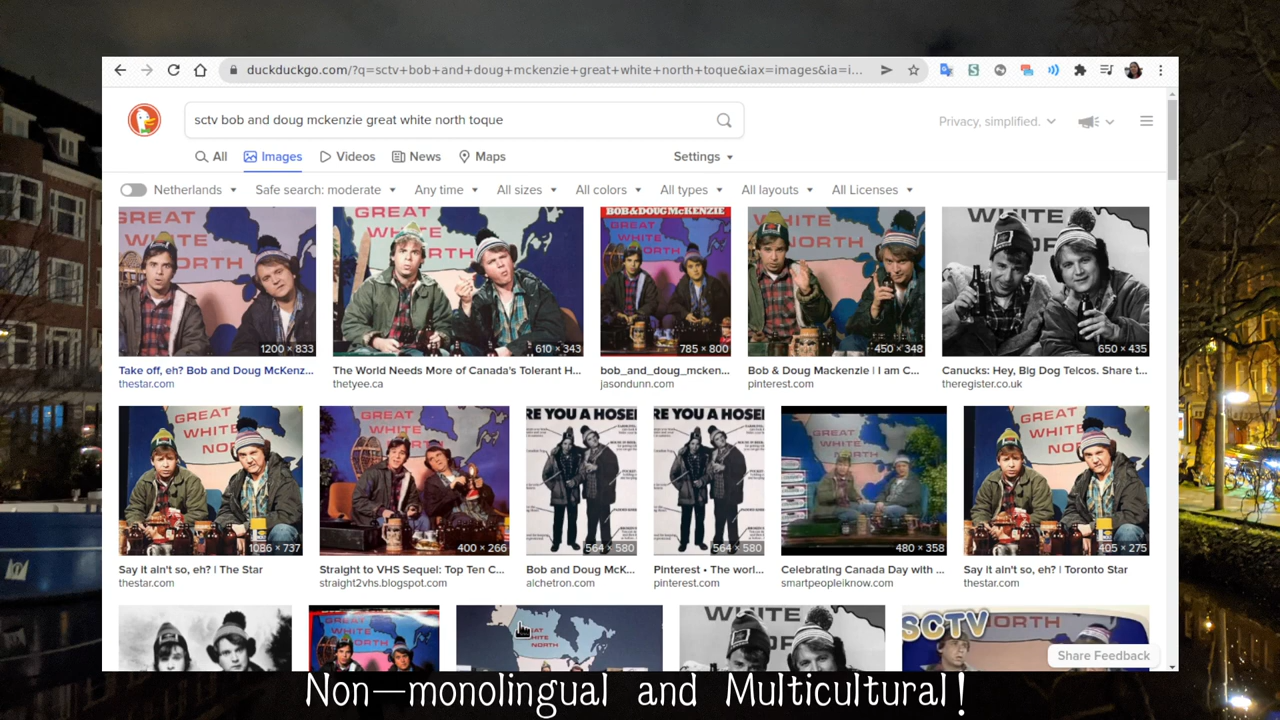 duckduckgo.com/?q=sctv+bob+and+doug+mckenzie+great+white+north+toque&iax=images&ia=i...
sctv bob and doug mckenzie great white north toque
Privacy, simplified.
All Images Videos News Maps Settings
Netherlands Safe search: moderate Any time All sizes All colors All types All layouts All Licenses
GREAT WHITE NORTH
GREAT WHITE NORTH
BOB & DOUG McKENZIE
GREAT WHITE NORTH
WHITE NORTH
WHITE
1200 × 833 610 × 343 785 × 800 450 × 348 650 × 435
Take off, eh? Bob and Doug McKenz... The World Needs More of Canada's Tolerant H... bob_and_doug_mcken... Bob & Doug Mackenzie | I am C... Canucks: Hey, Big Dog Telcos. Share t...
thestar.com thetyee.ca jasondunn.com pinterest.com theregister.co.uk
GREAT WHITE NO
GREAT WHITE NORTH
RE YOU A HOSE
RE YOU A HOSE
GREAT WHITE NORTH
GREAT WHITE NO
1086 × 737 400 × 266 564 × 580 564 × 580 480 × 358 405 × 275
Say it ain't so, eh? | The Star Straight to VHS Sequel: Top Ten C... Bob and Doug McK... Pinterest • The worl... Celebrating Canada Day with ... Say it ain't so, eh? | Toronto Star
thestar.com straight2vhs.blogspot.com alchetron.com pinterest.com smartpeopleiknow.com thestar.com
WHITE
SCTV
ORTH
Share Feedback
Non-monolingual and Multicultural!